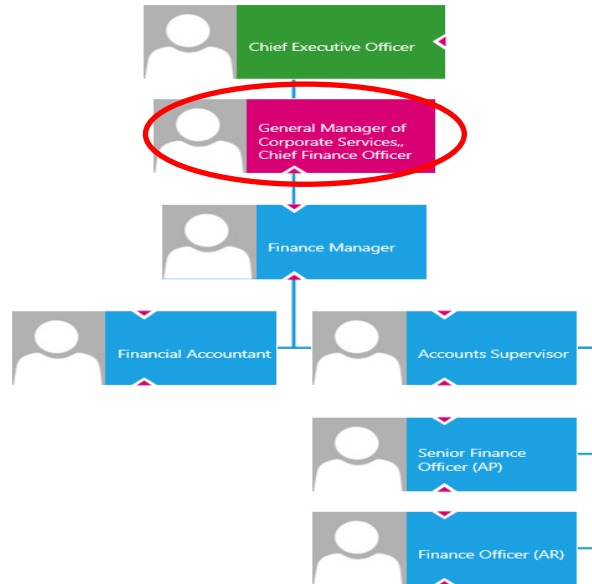 Chief Executive Officer
General Manager of
Corporate Services,,
Chief Finance Officer
Finance Manager
Financial Accountant
Accounts Supervisor
Senior Finance
Officer (AP)
Finance Officer (AR)